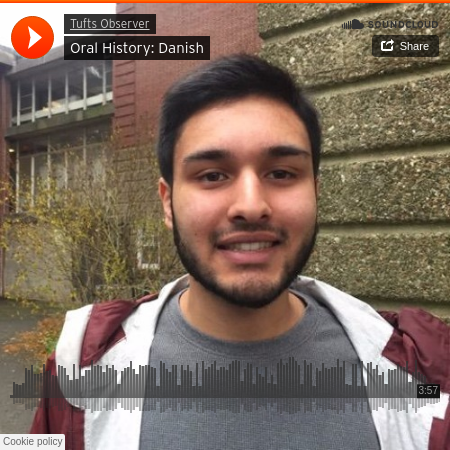 Tufts Observer
SOUNDCLOUD
Oral History: Danish
Share
3:57
Cookie policy